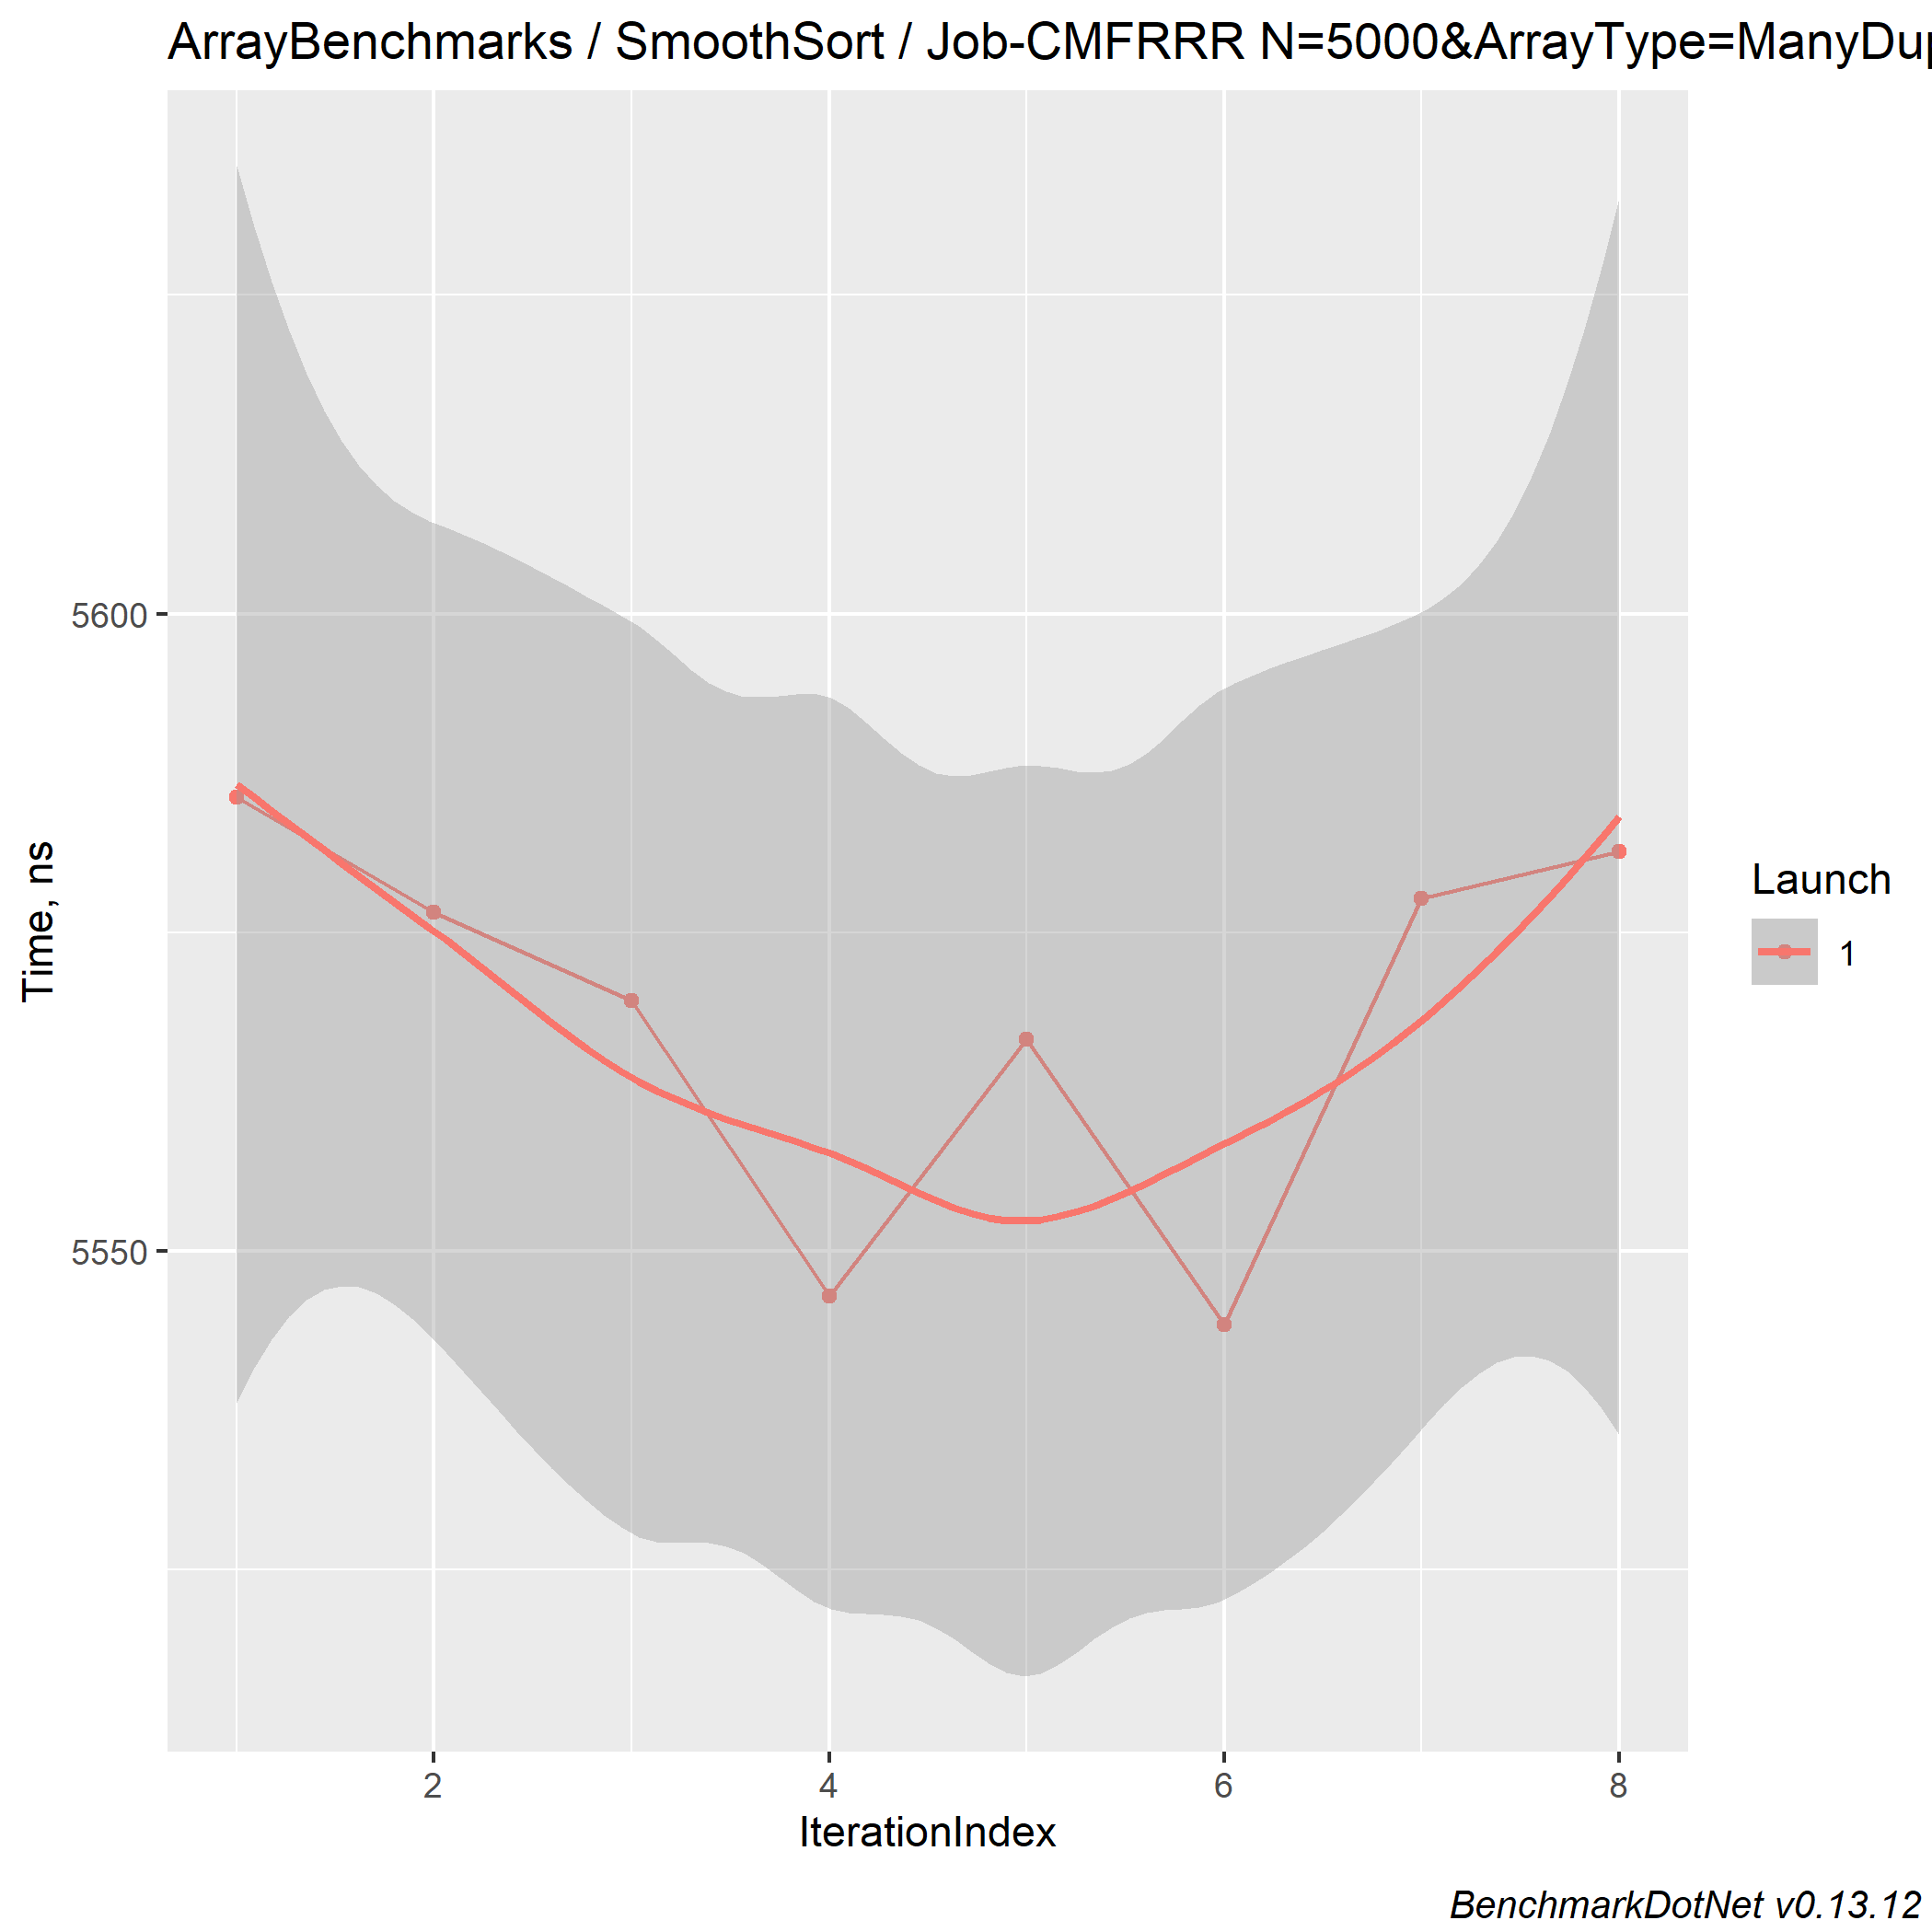 ArrayBenchmarks / SmoothSort / Job-CMFRRR N=5000&ArrayType=ManyDup
5600
5550
Time, ns
2 4 6 8
IterationIndex
Launch
1
BenchmarkDotNet v0.13.12